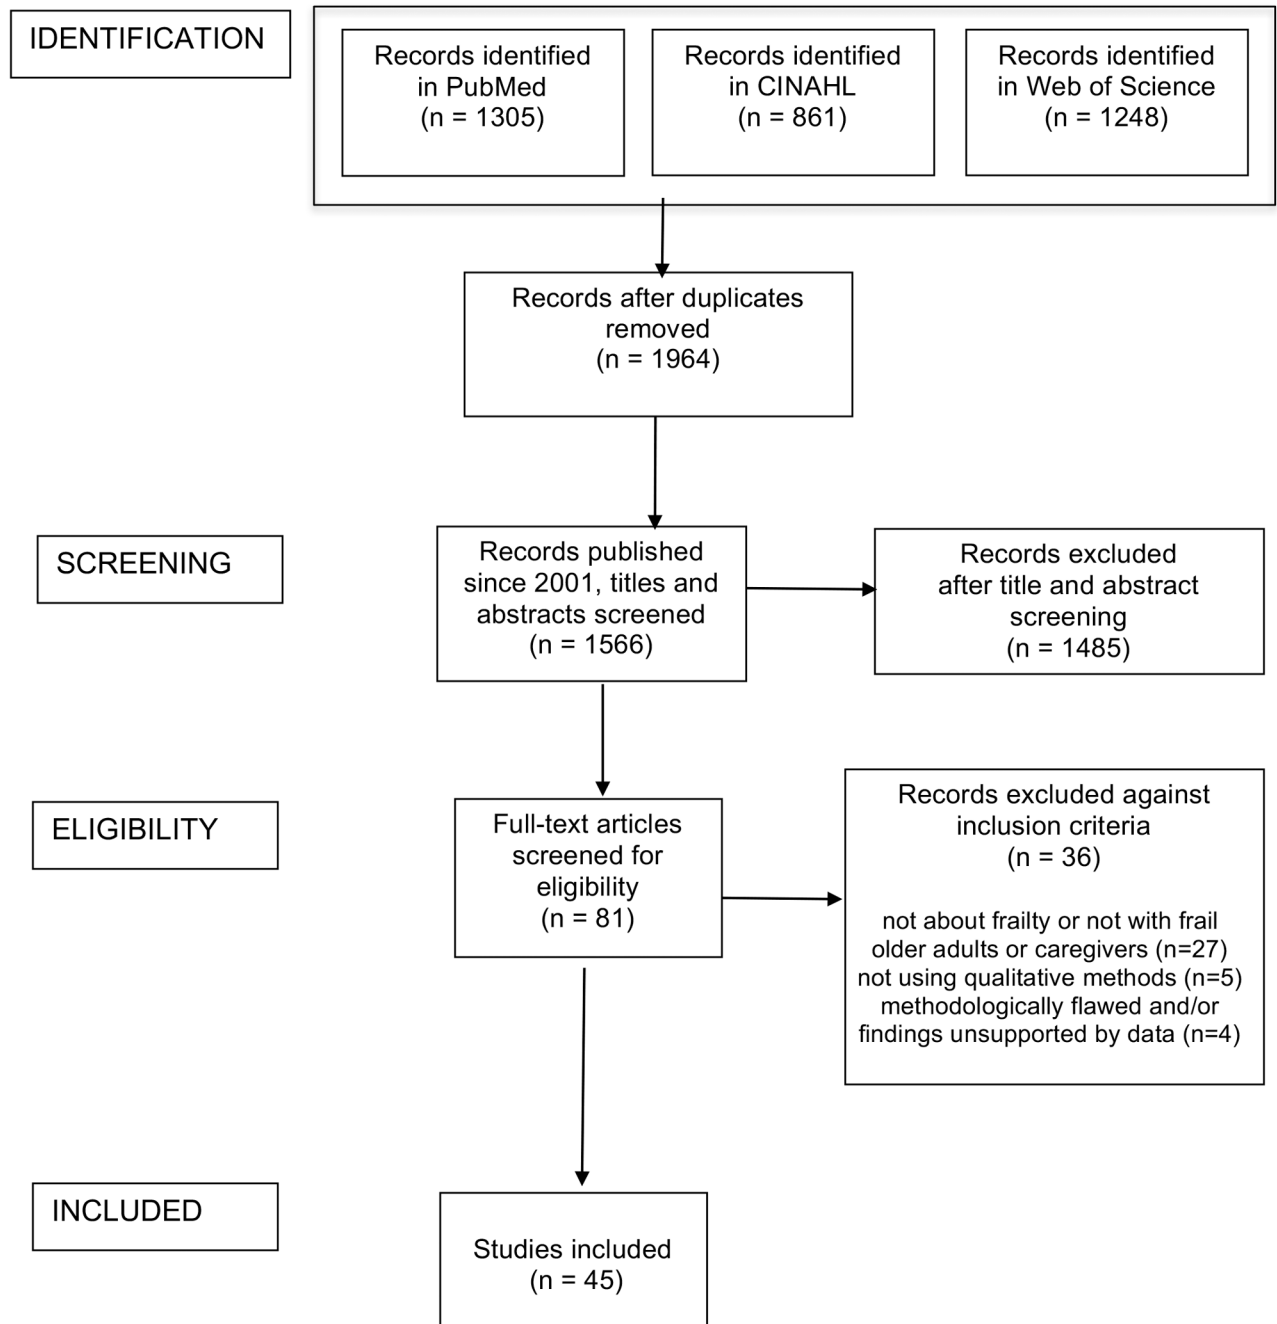 IDENTIFICATION
Records identified
in PubMed
(n = 1305)
Records identified
in CINAHL
(n = 861)
Records identified
in Web of Science
(n = 1248)
Records after duplicates
removed
(n = 1964)
SCREENING
Records published
since 2001, titles and
abstracts screened
(n = 1566)
Records excluded
after title and abstract
screening
(n = 1485)
ELIGIBILITY
Full-text articles
screened for
eligibility
(n = 81)
Records excluded against
inclusion criteria
(n = 36)
not about frailty or not with frail
older adults or caregivers (n=27)
not using qualitative methods (n=5)
methodologically flawed and/or
findings unsupported by data (n=4)
INCLUDED
Studies included
(n = 45)